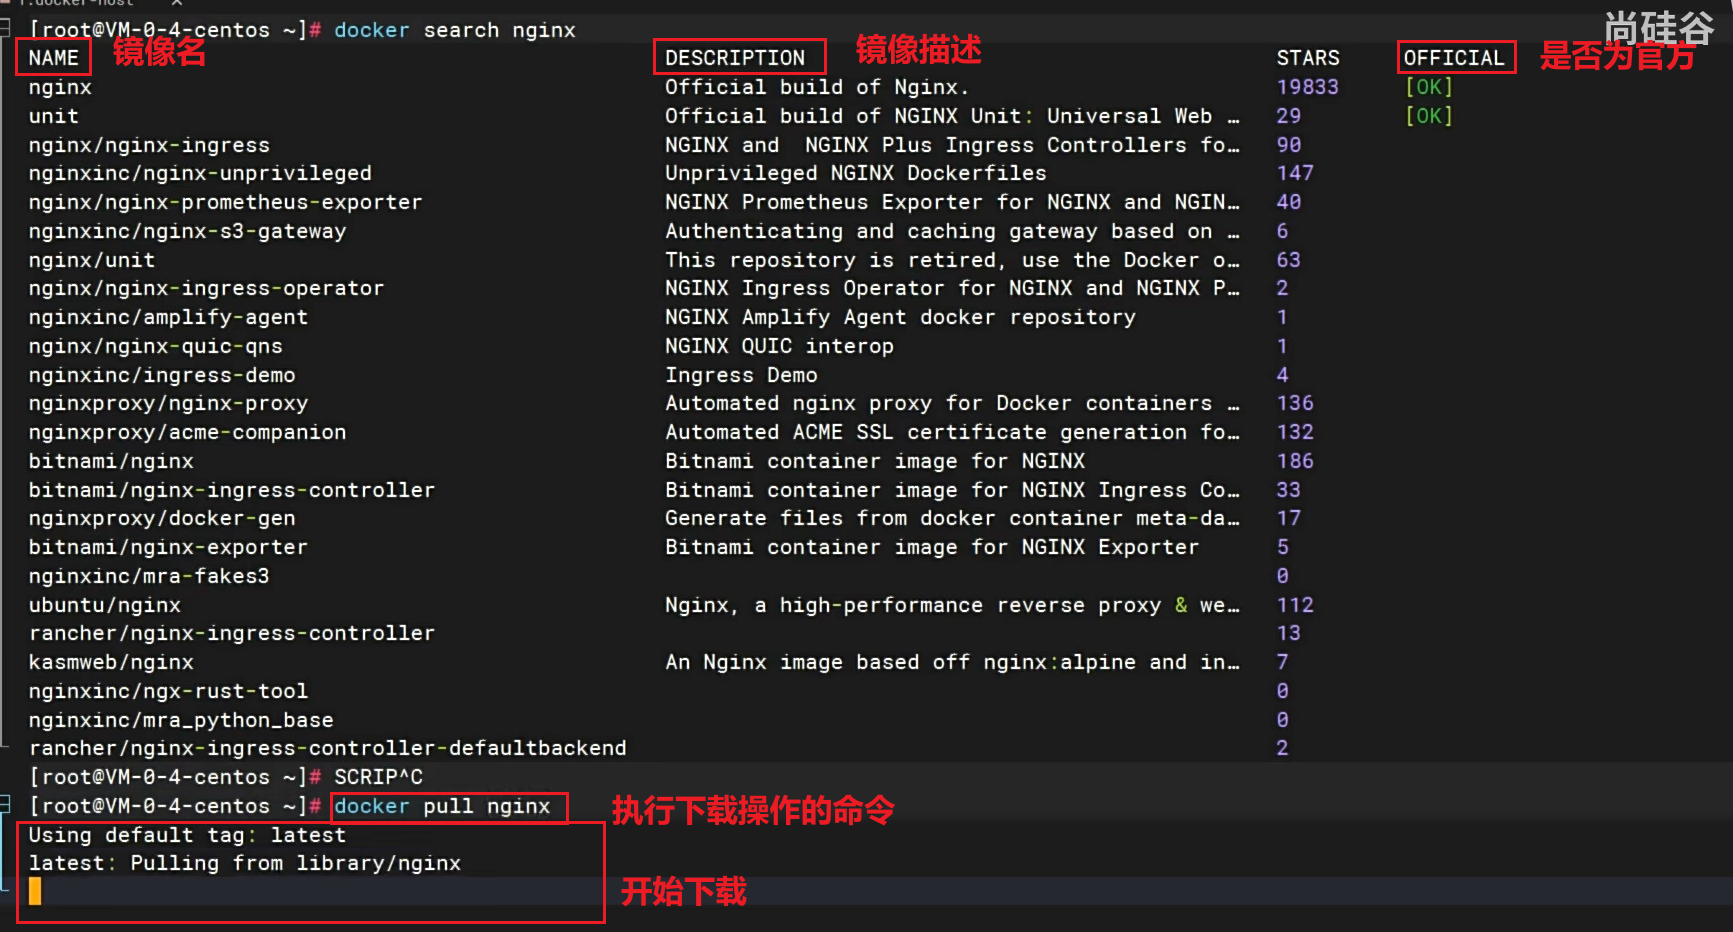 1.docker-host ×
尚硅谷
[root@VM-0-4-centos ~]# docker search nginx
NAME 镜像名 DESCRIPTION 镜像描述 STARS OFFICIAL 是否为官方
nginx Official build of Nginx. 19833 [OK]
unit Official build of NGINX Unit: Universal Web … 29 [OK]
nginx/nginx-ingress NGINX and  NGINX Plus Ingress Controllers fo… 90
nginxinc/nginx-unprivileged Unprivileged NGINX Dockerfiles 147
nginx/nginx-prometheus-exporter NGINX Prometheus Exporter for NGINX and NGIN… 40
nginxinc/nginx-s3-gateway Authenticating and caching gateway based on … 6
nginx/unit This repository is retired, use the Docker o… 63
nginx/nginx-ingress-operator NGINX Ingress Operator for NGINX and NGINX P… 2
nginxinc/amplify-agent NGINX Amplify Agent docker repository 1
nginx/nginx-quic-qns NGINX QUIC interop 1
nginxinc/ingress-demo Ingress Demo 4
nginxproxy/nginx-proxy Automated nginx proxy for Docker containers … 136
nginxproxy/acme-companion Automated ACME SSL certificate generation fo… 132
bitnami/nginx Bitnami container image for NGINX 186
bitnami/nginx-ingress-controller Bitnami container image for NGINX Ingress Co… 33
nginxproxy/docker-gen Generate files from docker container meta-da… 17
bitnami/nginx-exporter Bitnami container image for NGINX Exporter 5
nginxinc/mra-fakes3 0
ubuntu/nginx Nginx, a high-performance reverse proxy & we… 112
rancher/nginx-ingress-controller 13
kasmweb/nginx An Nginx image based off nginx:alpine and in… 7
nginxinc/ngx-rust-tool 0
nginxinc/mra_python_base 0
rancher/nginx-ingress-controller-defaultbackend 2
[root@VM-0-4-centos ~]# SCRIP^C
[root@VM-0-4-centos ~]# docker pull nginx 执行下载操作的命令
Using default tag: latest
latest: Pulling from library/nginx
开始下载